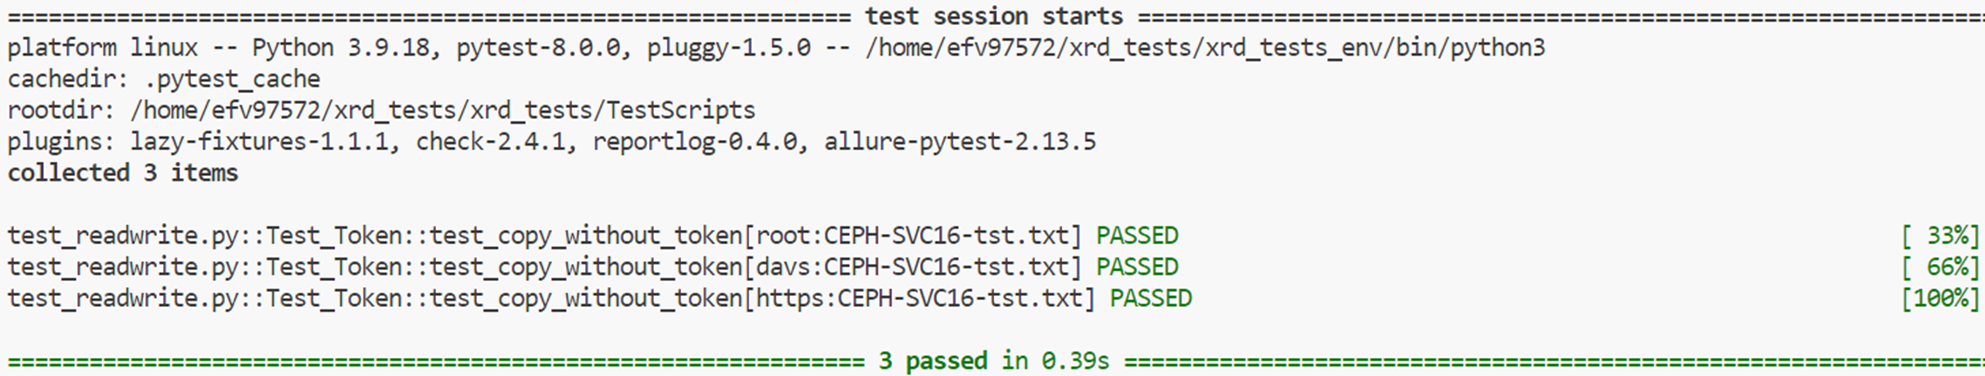 ============================================================== test session starts ==============================================================
platform linux -- Python 3.9.18, pytest-8.0.0, pluggy-1.5.0 -- /home/efv97572/xrd_tests/xrd_tests_env/bin/python3
cachedir: .pytest_cache
rootdir: /home/efv97572/xrd_tests/xrd_tests/TestScripts
plugins: lazy-fixtures-1.1.1, check-2.4.1, reportlog-0.4.0, allure-pytest-2.13.5
collected 3 items
test_readwrite.py::Test_Token::test_copy_without_token[root:CEPH-SVC16-tst.txt] PASSED [ 33%]
test_readwrite.py::Test_Token::test_copy_without_token[davs:CEPH-SVC16-tst.txt] PASSED [ 66%]
test_readwrite.py::Test_Token::test_copy_without_token[https:CEPH-SVC16-tst.txt] PASSED [100%]
=============================================================== 3 passed in 0.39s ===============================================================